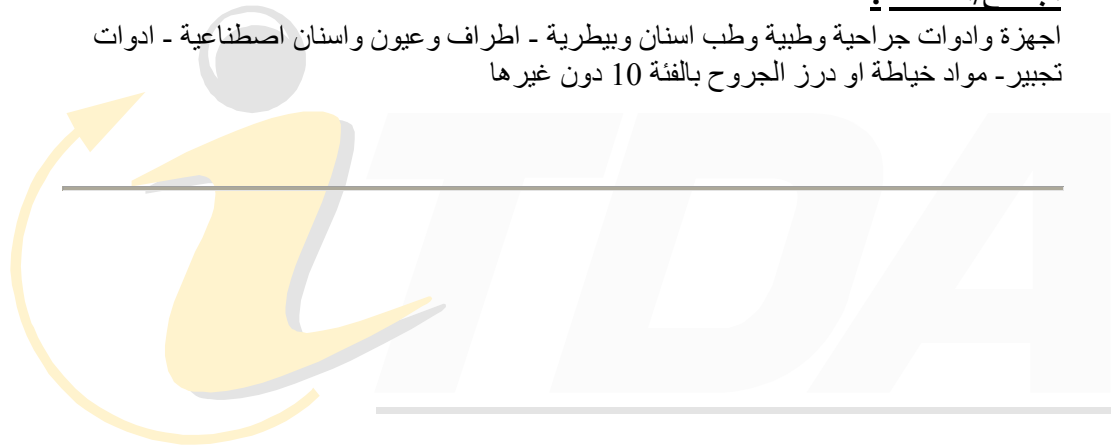 اجهزة وادوات جراحية وطبية وطب اسنان وبيطرية - اطراف وعيون واسنان اصطناعية - ادوات
تجبير- مواد خياطة او درز الجروح بالفئة 10 دون غيرها
iTDA